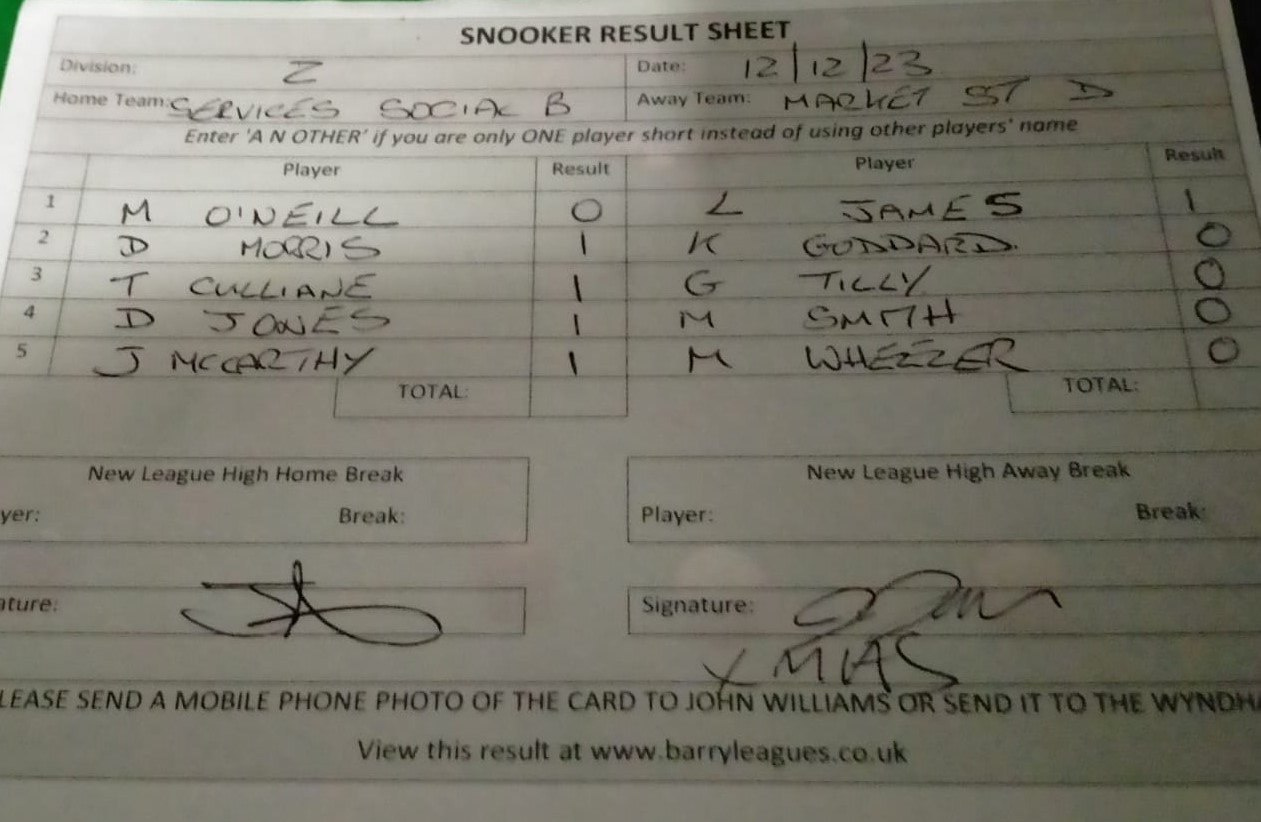 SNOOKER RESULT SHEET
Division: 2 Date: 12/12/23
Home Team: SERVICES SOCIAL B Away Team: MARKET ST D
Enter 'A N OTHER' if you are only ONE player short instead of using other players' name
Player Result Player Result
1 M O'NEILL 0 L JAMES 1
2 D MORRIS 1 K GODDARD. 0
3 T CULLIANE 1 G TILLY 0
4 D JONES 1 M SMITH 0
5 J MCCARTHY 1 M WHEELER 0
TOTAL: TOTAL:
New League High Home Break New League High Away Break
yer: Break: Player: Break:
ature: Signature:
XMAS
LEASE SEND A MOBILE PHONE PHOTO OF THE CARD TO JOHN WILLIAMS OR SEND IT TO THE WYNDHA
View this result at www.barryleagues.co.uk